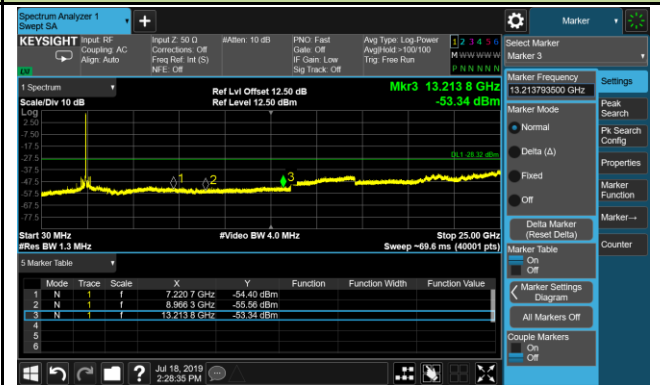 Spectrum Analyzer 1
Swept SA
Marker
KEYSIGHT
Input: RF
Coupling: AC
Align: Auto
Input Z: 50 Ω
Corrections: Off
Freq Ref: Int (S)
NFE: Off
#Atten: 10 dB
PNO: Fast
Gate: Off
IF Gain: Low
Sig Track: Off
Avg Type: Log-Power
Avg|Hold:>100/100
Trig: Free Run
1 2 3 4 5 6
M W W W W W
P N N N N N
LXI
Select Marker
Marker 3
1 Spectrum
Scale/Div 10 dB
Log
Ref Lvl Offset 12.50 dB
Ref Level 12.50 dBm
Mkr3 13.213 8 GHz
-53.34 dBm
2.50
-7.50
-17.5
-27.5
-37.5
-47.5
-57.5
-67.5
-77.5
DL1 -28.32 dBm
1
2
3
Start 30 MHz
#Res BW 1.3 MHz
#Video BW 4.0 MHz
Stop 25.00 GHz
Sweep ~69.6 ms (40001 pts)
5 Marker Table
Mode Trace Scale X Y Function Function Width Function Value
1 N 1 f 7.220 7 GHz -54.40 dBm
2 N 1 f 8.966 3 GHz -55.56 dBm
3 N 1 f 13.213 8 GHz -53.34 dBm
4
5
6
Marker Frequency
13.213793500 GHz
Marker Mode
Normal
Delta (Δ)
Fixed
Off
Delta Marker
(Reset Delta)
Marker Table
On
Off
Marker Settings
Diagram
All Markers Off
Couple Markers
On
Off
Settings
Peak
Search
Pk Search
Config
Properties
Marker
Function
Marker→
Counter
?
Jul 18, 2019
2:28:35 PM